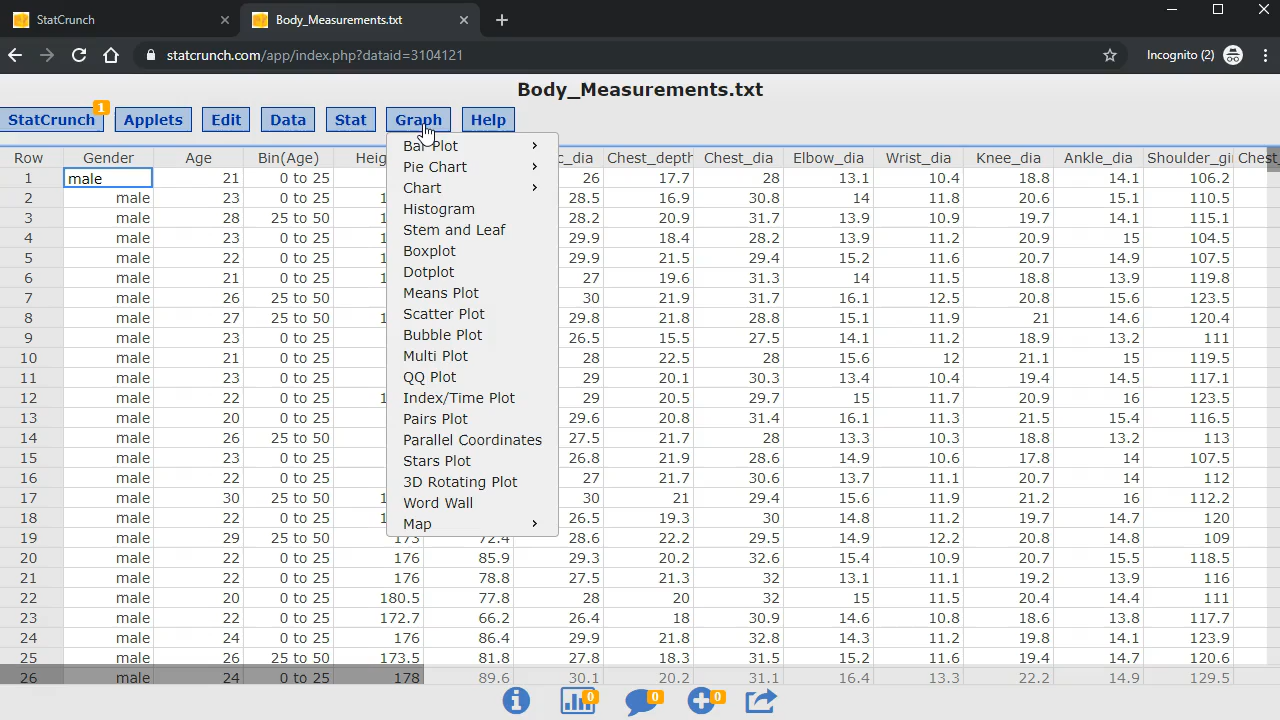 StatCrunch
Body_Measurements.txt
statcrunch.com/app/index.php?dataid=3104121
Incognito (2)
Body_Measurements.txt
StatCrunch 1 Applets Edit Data Stat Graph Help
Bar Plot
Pie Chart
Chart
Histogram
Stem and Leaf
Boxplot
Dotplot
Means Plot
Scatter Plot
Bubble Plot
Multi Plot
QQ Plot
Index/Time Plot
Pairs Plot
Parallel Coordinates
Stars Plot
3D Rotating Plot
Word Wall
Map
Row Gender Age Bin(Age) Chest_depth Chest_dia Elbow_dia Wrist_dia Knee_dia Ankle_dia
1 male 21 0 to 25 26 17.7 28 13.1 10.4 18.8 14.1 106.2
2 male 23 0 to 25 28.5 16.9 30.8 14 11.8 20.6 15.1 110.5
3 male 28 25 to 50 28.2 20.9 31.7 13.9 10.9 19.7 14.1 115.1
4 male 23 0 to 25 29.9 18.4 28.2 13.9 11.2 20.9 15 104.5
5 male 22 0 to 25 29.9 21.5 29.4 15.2 11.6 20.7 14.9 107.5
6 male 21 0 to 25 27 19.6 31.3 14 11.5 18.8 13.9 119.8
7 male 26 25 to 50 30 21.9 31.7 16.1 12.5 20.8 15.6 123.5
8 male 27 25 to 50 29.8 21.8 28.8 15.1 11.9 21 14.6 120.4
9 male 23 0 to 25 26.5 15.5 27.5 14.1 11.2 18.9 13.2 111
10 male 21 0 to 25 28 22.5 28 15.6 12 21.1 15 119.5
11 male 23 0 to 25 29 20.1 30.3 13.4 10.4 19.4 14.5 117.1
12 male 22 0 to 25 29 20.5 29.7 15 11.7 20.9 16 123.5
13 male 20 0 to 25 29.6 20.8 31.4 16.1 11.3 21.5 15.4 116.5
14 male 26 25 to 50 27.5 21.7 28 13.3 10.3 18.8 13.2 113
15 male 23 0 to 25 26.8 21.9 28.6 14.9 10.6 17.8 14 107.5
16 male 22 0 to 25 27 21.7 30.6 13.7 11.1 20.7 14 112
17 male 30 25 to 50 30 21 29.4 15.6 11.9 21.2 16 112.2
18 male 22 0 to 25 26.5 19.3 30 14.8 11.2 19.7 14.7 120
19 male 29 25 to 50 173 72.4 28.6 22.2 29.5 14.9 12.2 20.8 14.8 109
20 male 22 0 to 25 176 85.9 29.3 20.2 32.6 15.4 10.9 20.7 15.5 118.5
21 male 22 0 to 25 176 78.8 27.5 21.3 32 13.1 11.1 19.2 13.9 116
22 male 20 0 to 25 180.5 77.8 28 20 32 15 11.5 20.4 14.4 111
23 male 22 0 to 25 172.7 66.2 26.4 18 30.9 14.6 10.8 18.6 13.8 117.7
24 male 24 0 to 25 176 86.4 29.9 21.8 32.8 14.3 11.2 19.8 14.1 123.9
25 male 26 25 to 50 173.5 81.8 27.8 18.3 31.5 15.2 11.6 19.4 14.7 120.6
26 male 24 0 to 25 178 89.6 30.1 20.2 31.1 16.4 13.3 22.2 14.9 129.5
0 0 0